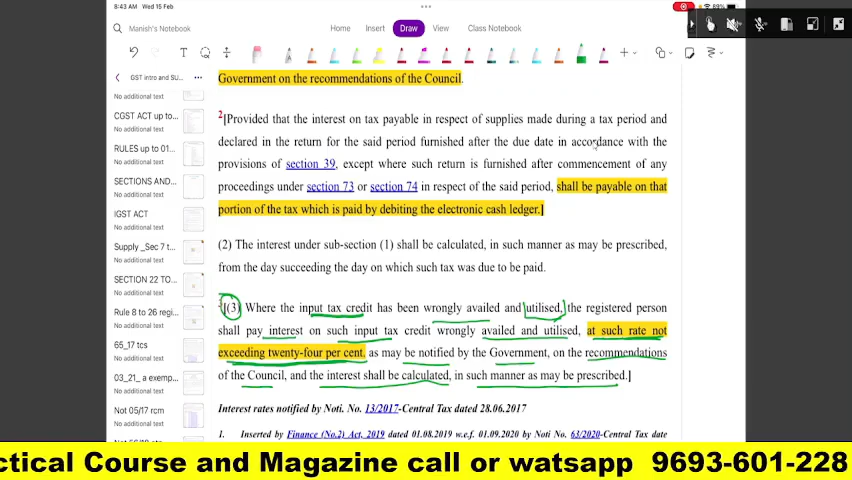 8:43 AM Wed 15 Feb
89%
Manish's Notebook
Home Insert Draw View Class Notebook
GST intro and SU...
No additional text
CGST ACT up to...
No additional text
RULES up to 01...
No additional text
SECTIONS AND...
No additional text
IGST ACT
No additional text
Supply _Sec 7 t...
No additional text
SECTION 22 TO...
No additional text
Rule 8 to 26 regi...
No additional text
65_17 tcs
No additional text
03_21_ a exemp...
No additional text
Not 05/17 rcm
No additional text
Government on the recommendations of the Council.
2[Provided that the interest on tax payable in respect of supplies made during a tax period and
declared in the return for the said period furnished after the due date in accordance with the
provisions of section 39, except where such return is furnished after commencement of any
proceedings under section 73 or section 74 in respect of the said period, shall be payable on that
portion of the tax which is paid by debiting the electronic cash ledger.]
(2) The interest under sub-section (1) shall be calculated, in such manner as may be prescribed,
from the day succeeding the day on which such tax was due to be paid.
[(3) Where the input tax credit has been wrongly availed and utilised, the registered person
shall pay interest on such input tax credit wrongly availed and utilised, at such rate not
exceeding twenty-four per cent. as may be notified by the Government, on the recommendations
of the Council, and the interest shall be calculated, in such manner as may be prescribed.]
Interest rates notified by Noti. No. 13/2017-Central Tax dated 28.06.2017
1. Inserted by Finance (No.2) Act, 2019 dated 01.08.2019 w.e.f. 01.09.2020 by Noti No. 63/2020-Central Tax date
ctical Course and Magazine call or watsapp 9693-601-228